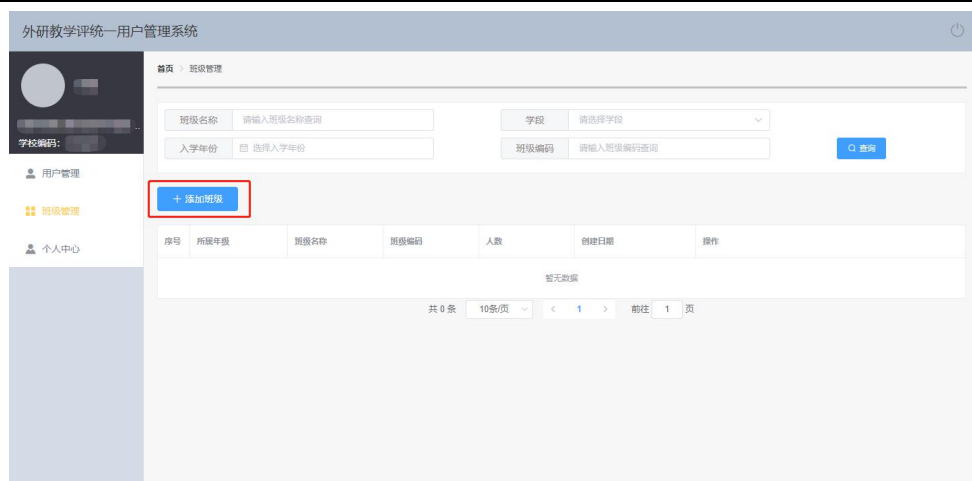 外研教学评统一用户管理系统
首页 > 班级管理
学校编码：
用户管理
班级管理
个人中心
班级名称 请输入班级名称查询 学段 请选择学段
入学年份 选择入学年份 班级编码 请输入班级编码查询 查询
+ 添加班级
序号 所属年级 班级名称 班级编码 人数 创建日期 操作
暂无数据
共 0 条 10条/页 < 1 > 前往 1 页